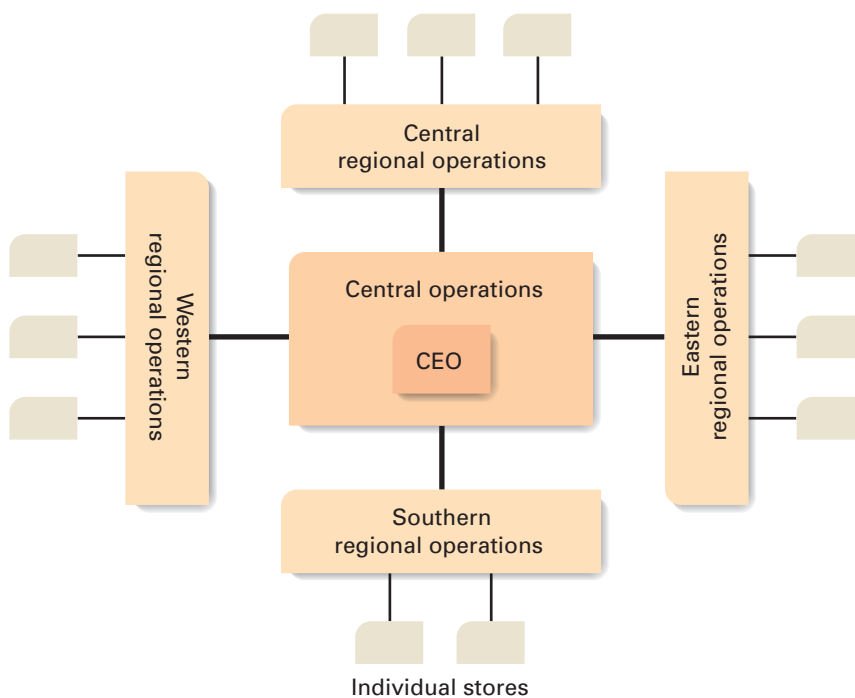 Central
regional operations
Western
regional operations
Central operations
CEO
Eastern
regional operations
Southern
regional operations
Individual stores